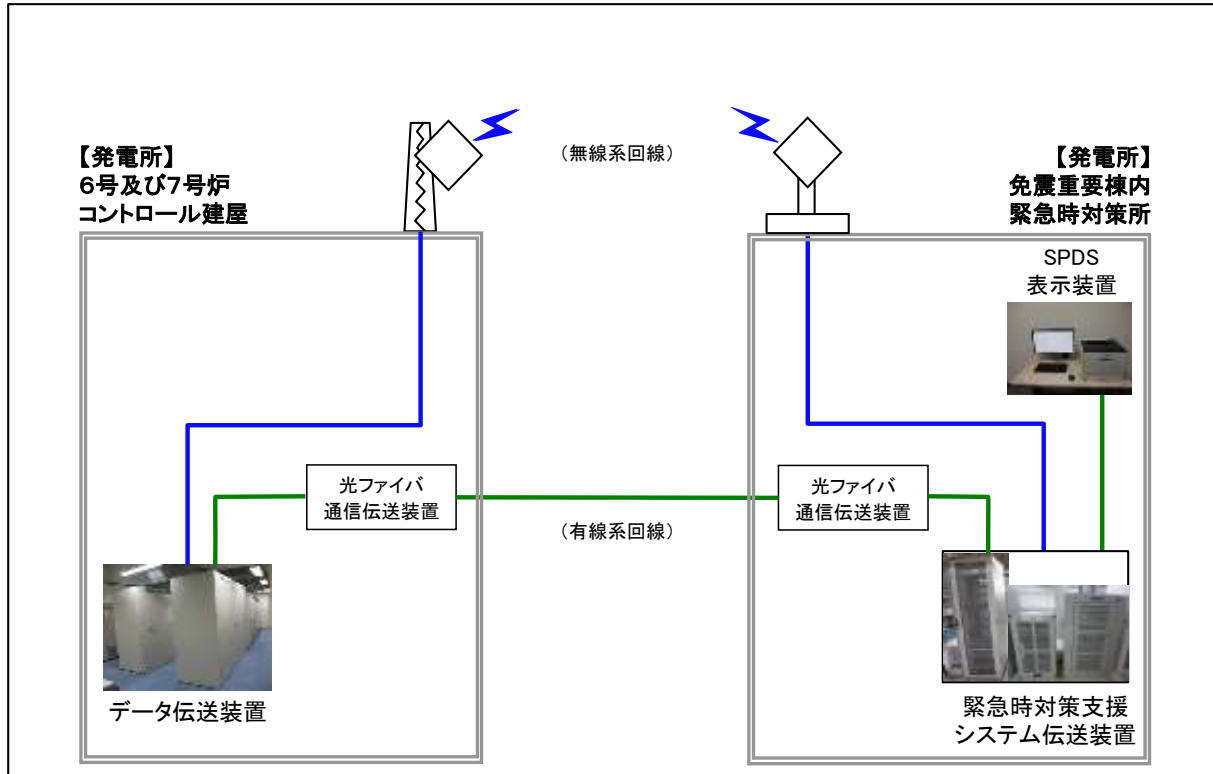 【発電所】
6号及び7号炉
コントロール建屋
（無線系回線）
【発電所】
免震重要棟内
緊急時対策所
SPDS
表示装置
光ファイバ
通信伝送装置
（有線系回線）
光ファイバ
通信伝送装置
データ伝送装置
緊急時対策支援
システム伝送装置